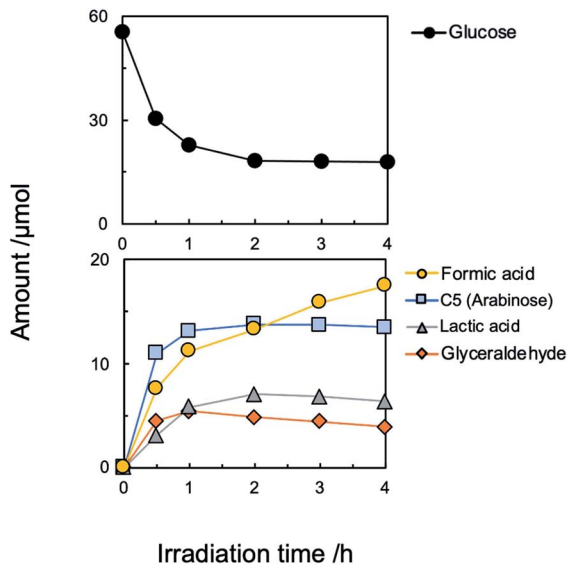 60
Glucose
30
0
0 1 2 3 4
Amount /μmol
20
Formic acid
C5 (Arabinose)
Lactic acid
10
Glyceraldehyde
0
0 1 2 3 4
Irradiation time /h